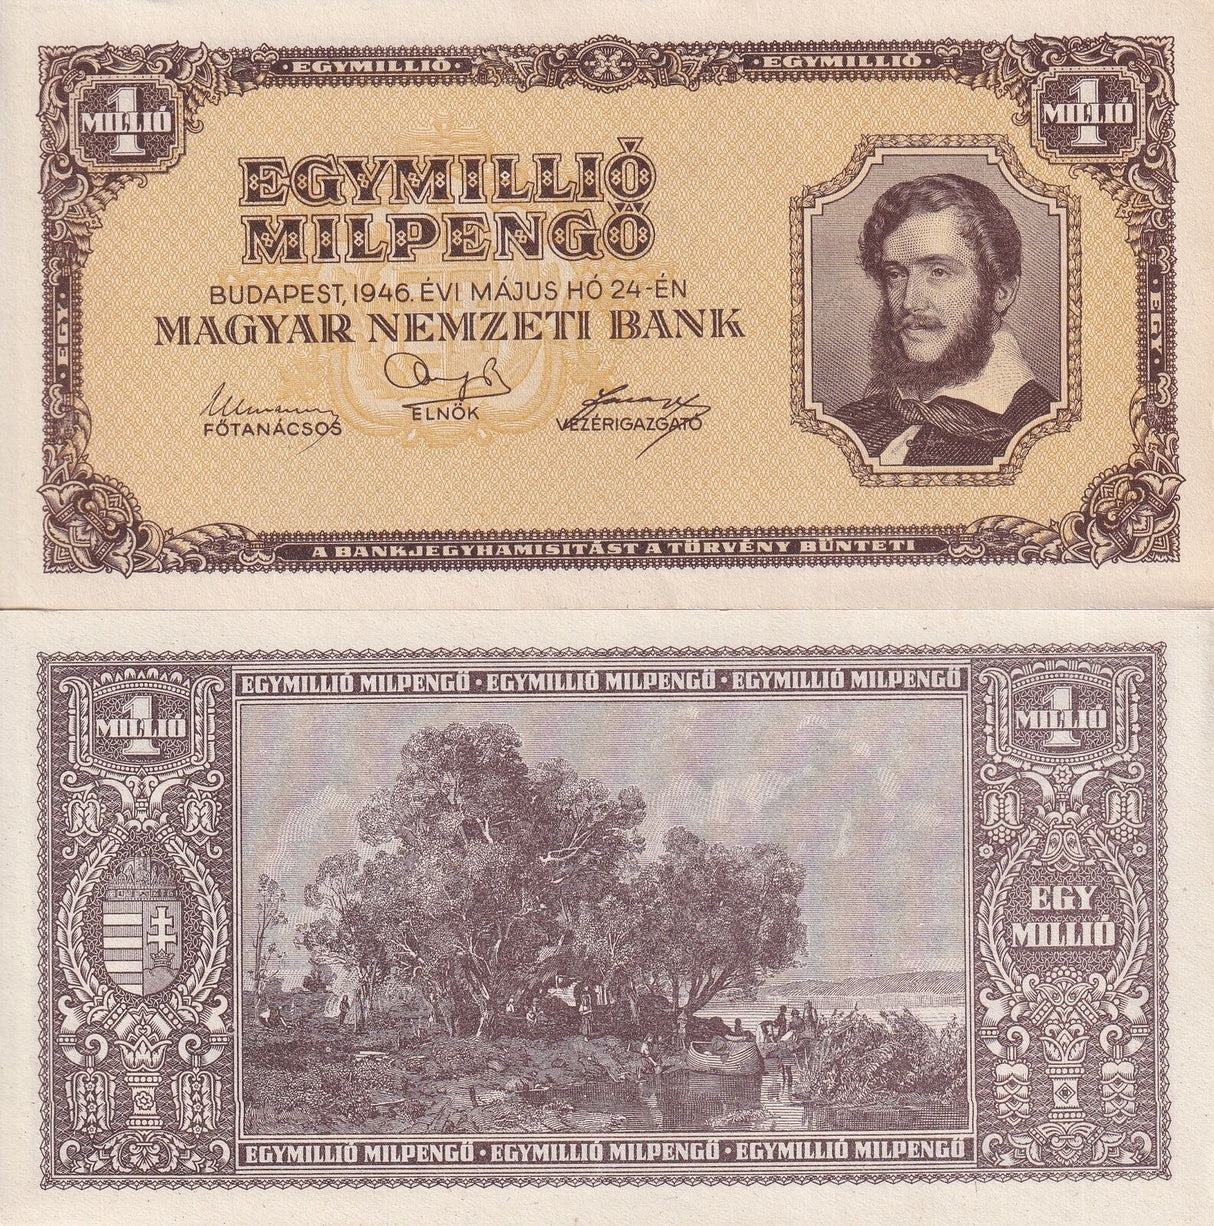 EGYMILLIÓ · EGYMILLIÓ
1 MILLIÓ
1 MILLIÓ
EGYMILLIÓ
MILPENGŐ
BUDAPEST, 1946. ÉVI MÁJUS HÓ 24-ÉN
MAGYAR NEMZETI BANK
FŐTANÁCSOS
ELNÖK
VEZÉRIGAZGATÓ
· EGY ·
· EGY ·
A BANKJEGYHAMISITÁST A TÖRVÉNY BÜNTETI
EGYMILLIÓ MILPENGŐ · EGYMILLIÓ MILPENGŐ · EGYMILLIÓ MILPENGŐ
1 MILLIÓ
1 MILLIÓ
EGY
MILLIÓ
EGYMILLIÓ MILPENGŐ · EGYMILLIÓ MILPENGŐ · EGYMILLIÓ MILPENGŐ